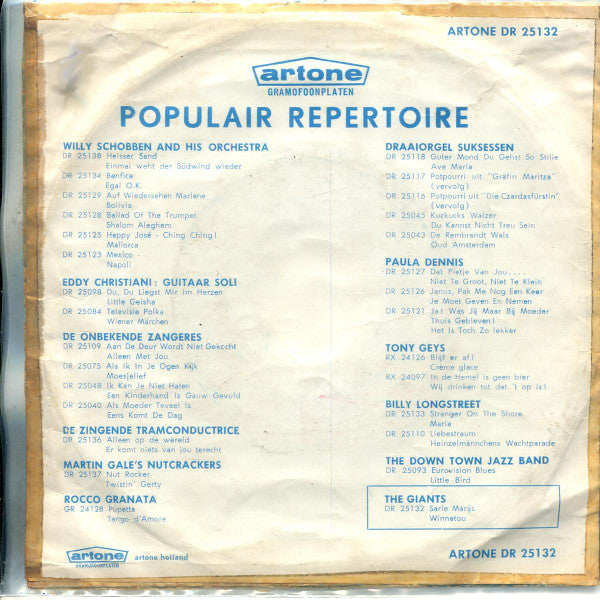 ARTONE DR 25132
artone
GRAMOFOONPLATEN
POPULAIR REPERTOIRE
WILLY SCHOBBEN AND HIS ORCHESTRA
DR 25138 Heisser Sand
Einmal weht der Südwind wieder
DR 25134 Benfica
Egal O.K.
DR 25129 Auf Wiedersehen Marlene
Bolivia
DR 25128 Ballad Of The Trumpet
Shalom Aleghem
DR 25125 Happy José - Ching Ching!
Mallorca
DR 25123 Mexico -
Napoli
EDDY CHRISTIANI: GUITAAR SOLI
DR 25098 Du, Du Liegst Mir Im Herzen
Little Geisha
DR 25084 Televisie Polka
Wiener Märchen
DE ONBEKENDE ZANGERES
DR 25109 Aan De Deur Wordt Niet Gekocht
Alleen Met Jou
DR 25075 Als Ik In Je Ogen Kijk
Moesjelief
DR 25048 Ik Kan Je Niet Haten
Een Kinderhand Is Gauw Gevuld
DR 25040 Als Moeder Teveel Is
Eens Komt De Dag
DE ZINGENDE TRAMCONDUCTRICE
DR 25136 Alleen op de wereld
Er komt niets van jou terecht
MARTIN GALE'S NUTCRACKERS
DR 25137 Nut Rocker
Twistin' Gerty
ROCCO GRANATA
GR 24128 Pupetta
Tango d'Amore
DRAAIORGEL SUKSESSEN
DR 25118 Guter Mond Du Gehst So Stille
Ave Maria
DR 25117 Potpourri uit "Gräfin Maritza"
(vervolg)
DR 25116 Potpourri uit "Die Czardasfürstin"
(vervolg)
DR 25045 Kuckucks Walzer
Du Kannst Nicht Treu Sein
DR 25043 De Rembrandt Wals
Oud Amsterdam
PAULA DENNIS
DR 25127 Dat Pietje Van Jou....
Niet Te Groot, Niet Te Klein
DR 25126 Janus, Pak Me Nog Een Keer
Je Moet Geven En Nemen
DR 25121 Ja! Was Jij Maar Bij Moeder
Thuis Gebleven!
Het is Toch Zo lekker
TONY GEYS
RX 24126 Blijf er af!
Crème glace
RX 24097 In de Hemel is geen bier
Wij drinken tot dat 't op is!
BILLY LONGSTREET
DR 25133 Stranger On The Shore
Maria
DR 25110 Liebestraum
Heinzelmännchens Wachtparade
THE DOWN TOWN JAZZ BAND
DR 25093 Eurovision Blues
Little Bird
THE GIANTS
DR 25132 Sarie Marijs
Winnetou
artone
GRAMOFOONPLATEN
artone holland
ARTONE DR 25132